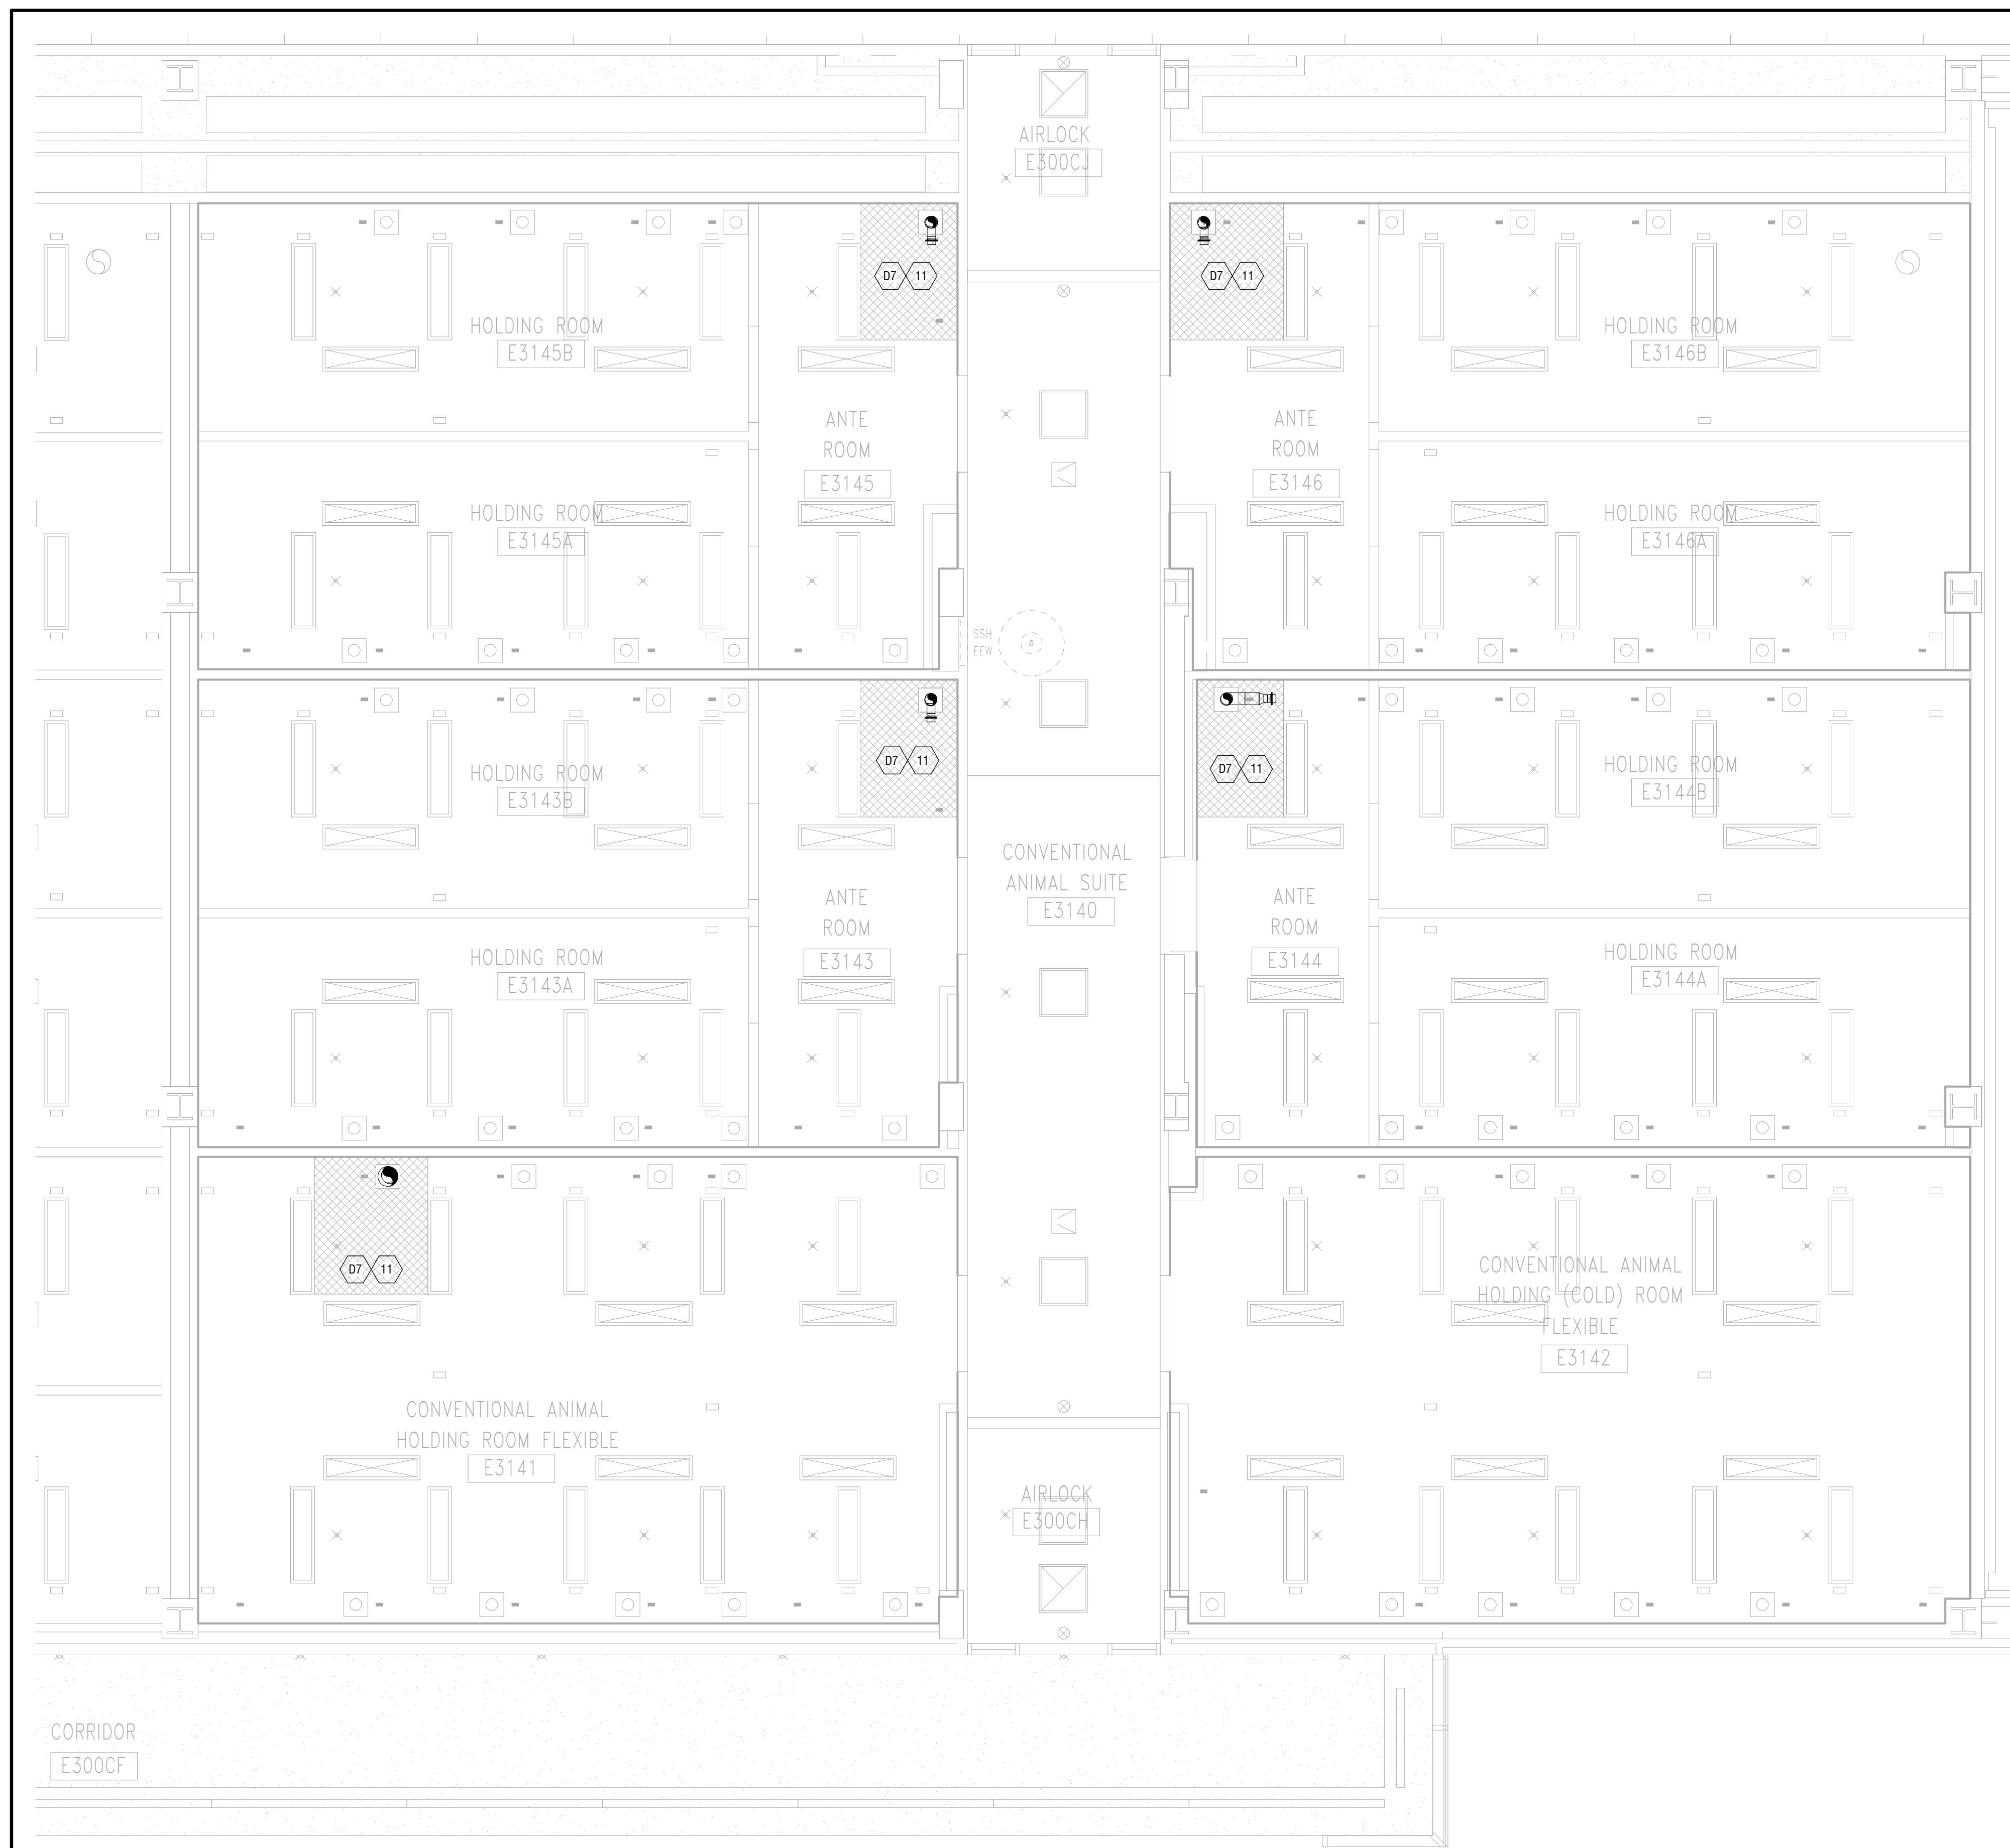 AIRLOCK
E300CJ
D7 11
D7 11
HOLDING ROOM
E3145B
HOLDING ROOM
E3146B
ANTE
ROOM
E3145
ANTE
ROOM
E3146
HOLDING ROOM
E3145A
HOLDING ROOM
E3146A
SSH
EEW
D7 11
D7 11
HOLDING ROOM
E3143B
HOLDING ROOM
E3144B
CONVENTIONAL
ANIMAL SUITE
E3140
ANTE
ROOM
E3143
ANTE
ROOM
E3144
HOLDING ROOM
E3143A
HOLDING ROOM
E3144A
D7 11
CONVENTIONAL ANIMAL
HOLDING (COLD) ROOM
FLEXIBLE
E3142
CONVENTIONAL ANIMAL
HOLDING ROOM FLEXIBLE
E3141
AIRLOCK
E300CH
CORRIDOR
E300CF